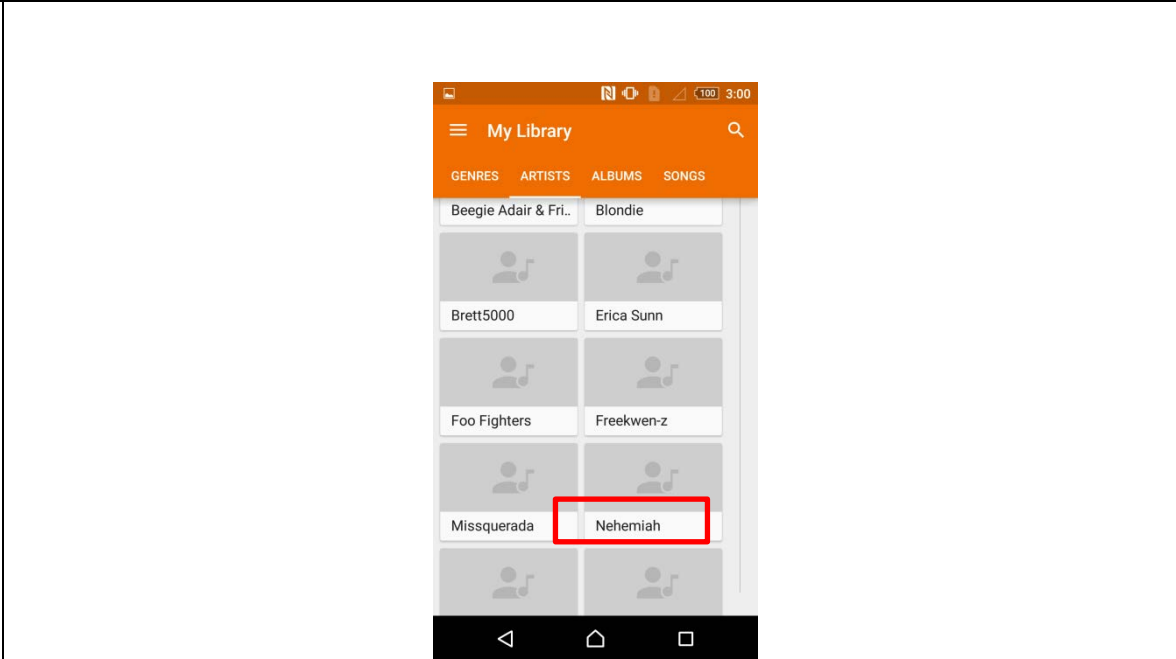 100 3:00
My Library
GENRES ARTISTS ALBUMS SONGS
Beegie Adair & Fri.. Blondie
Brett5000 Erica Sunn
Foo Fighters Freekwen-z
Missquerada Nehemiah